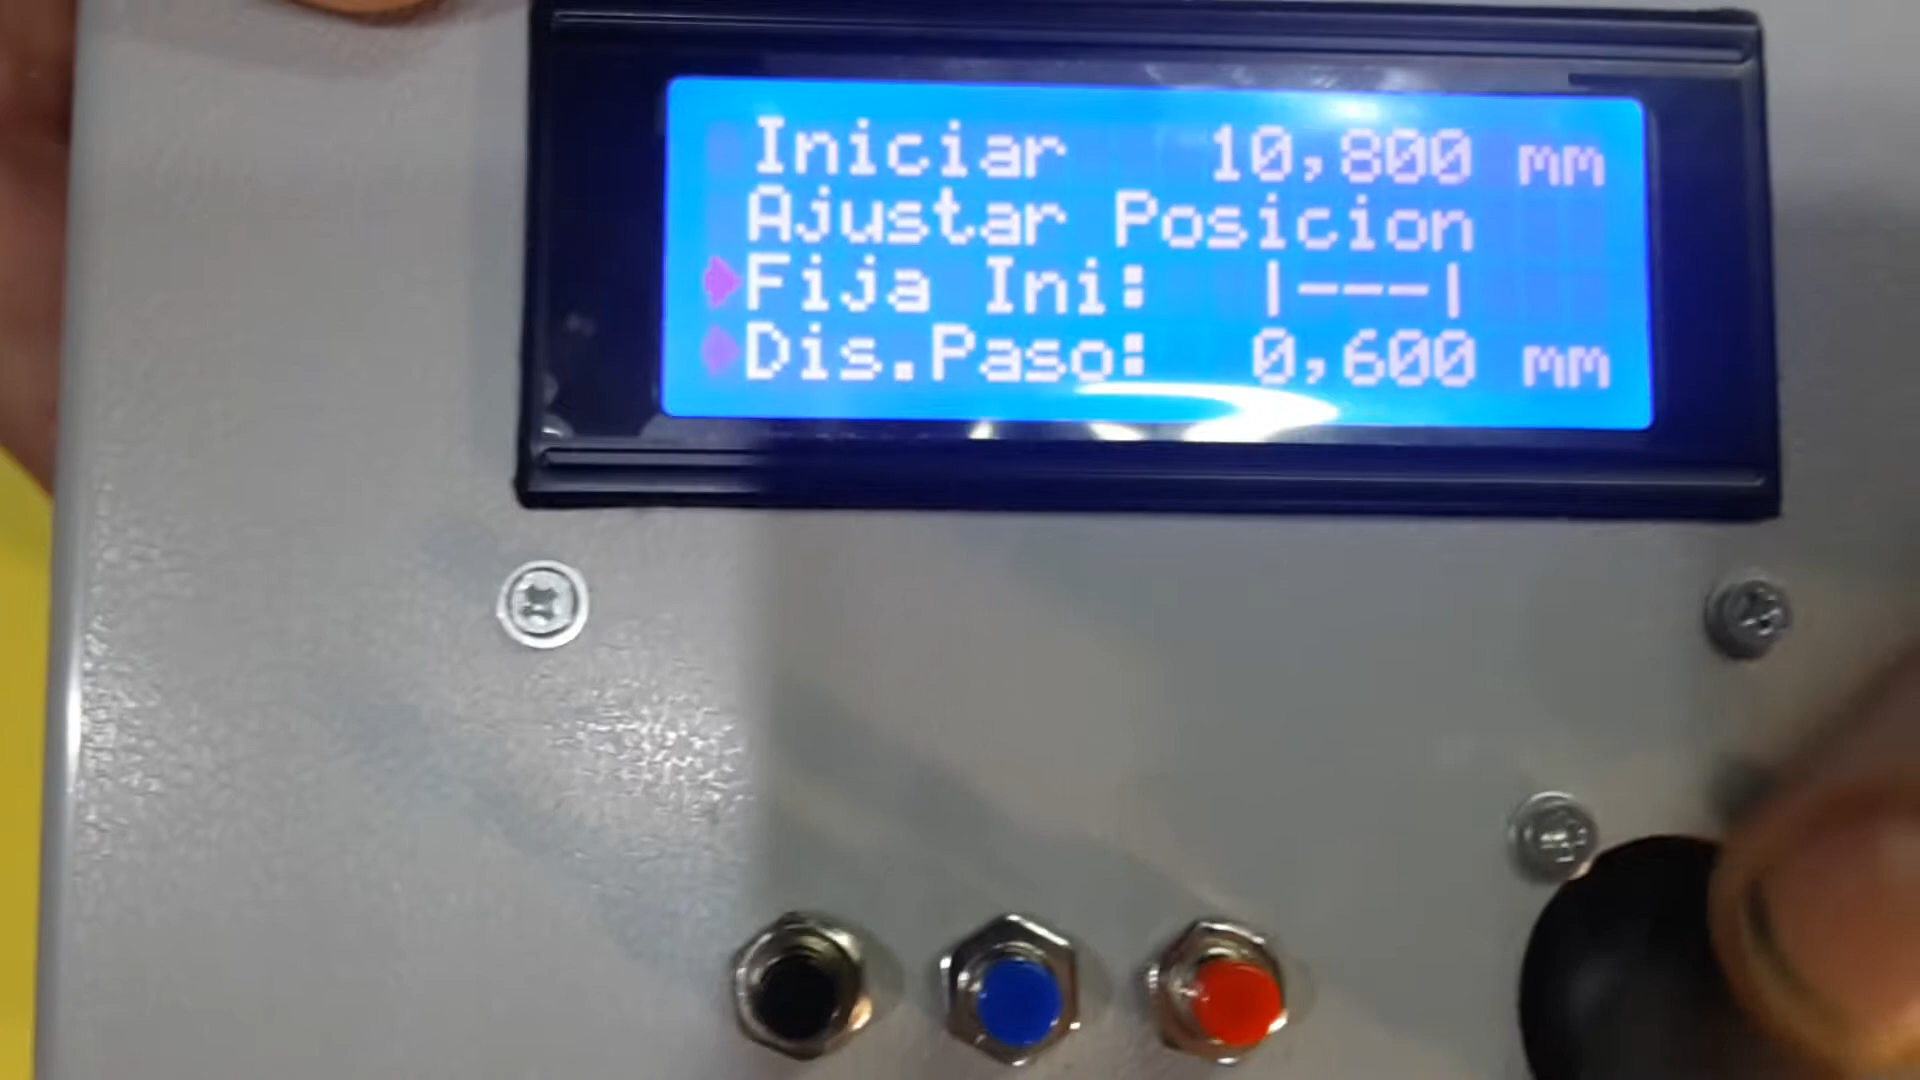 Iniciar 10,800 mm
Ajustar Posicion
Fija Ini: |---|
Dis.Paso: 0,600 mm